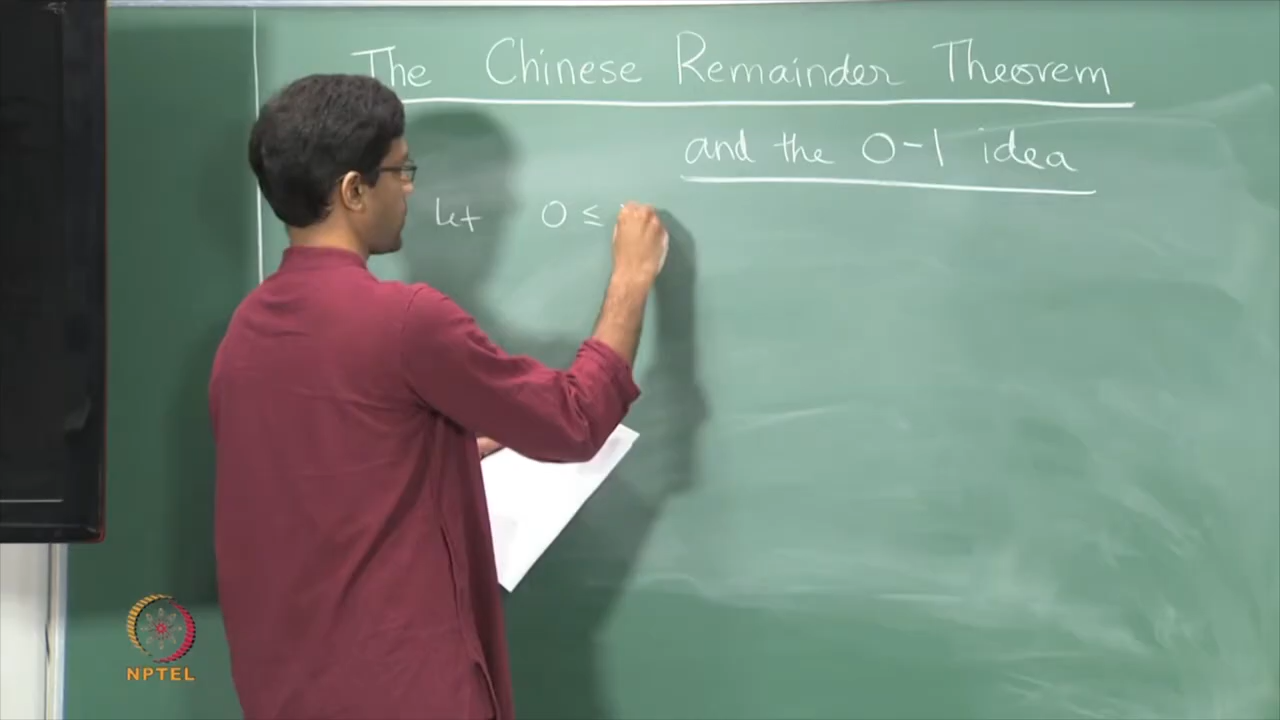 The Chinese Remainder Theorem
and the 0-1 idea
let 0 ≤
NPTEL